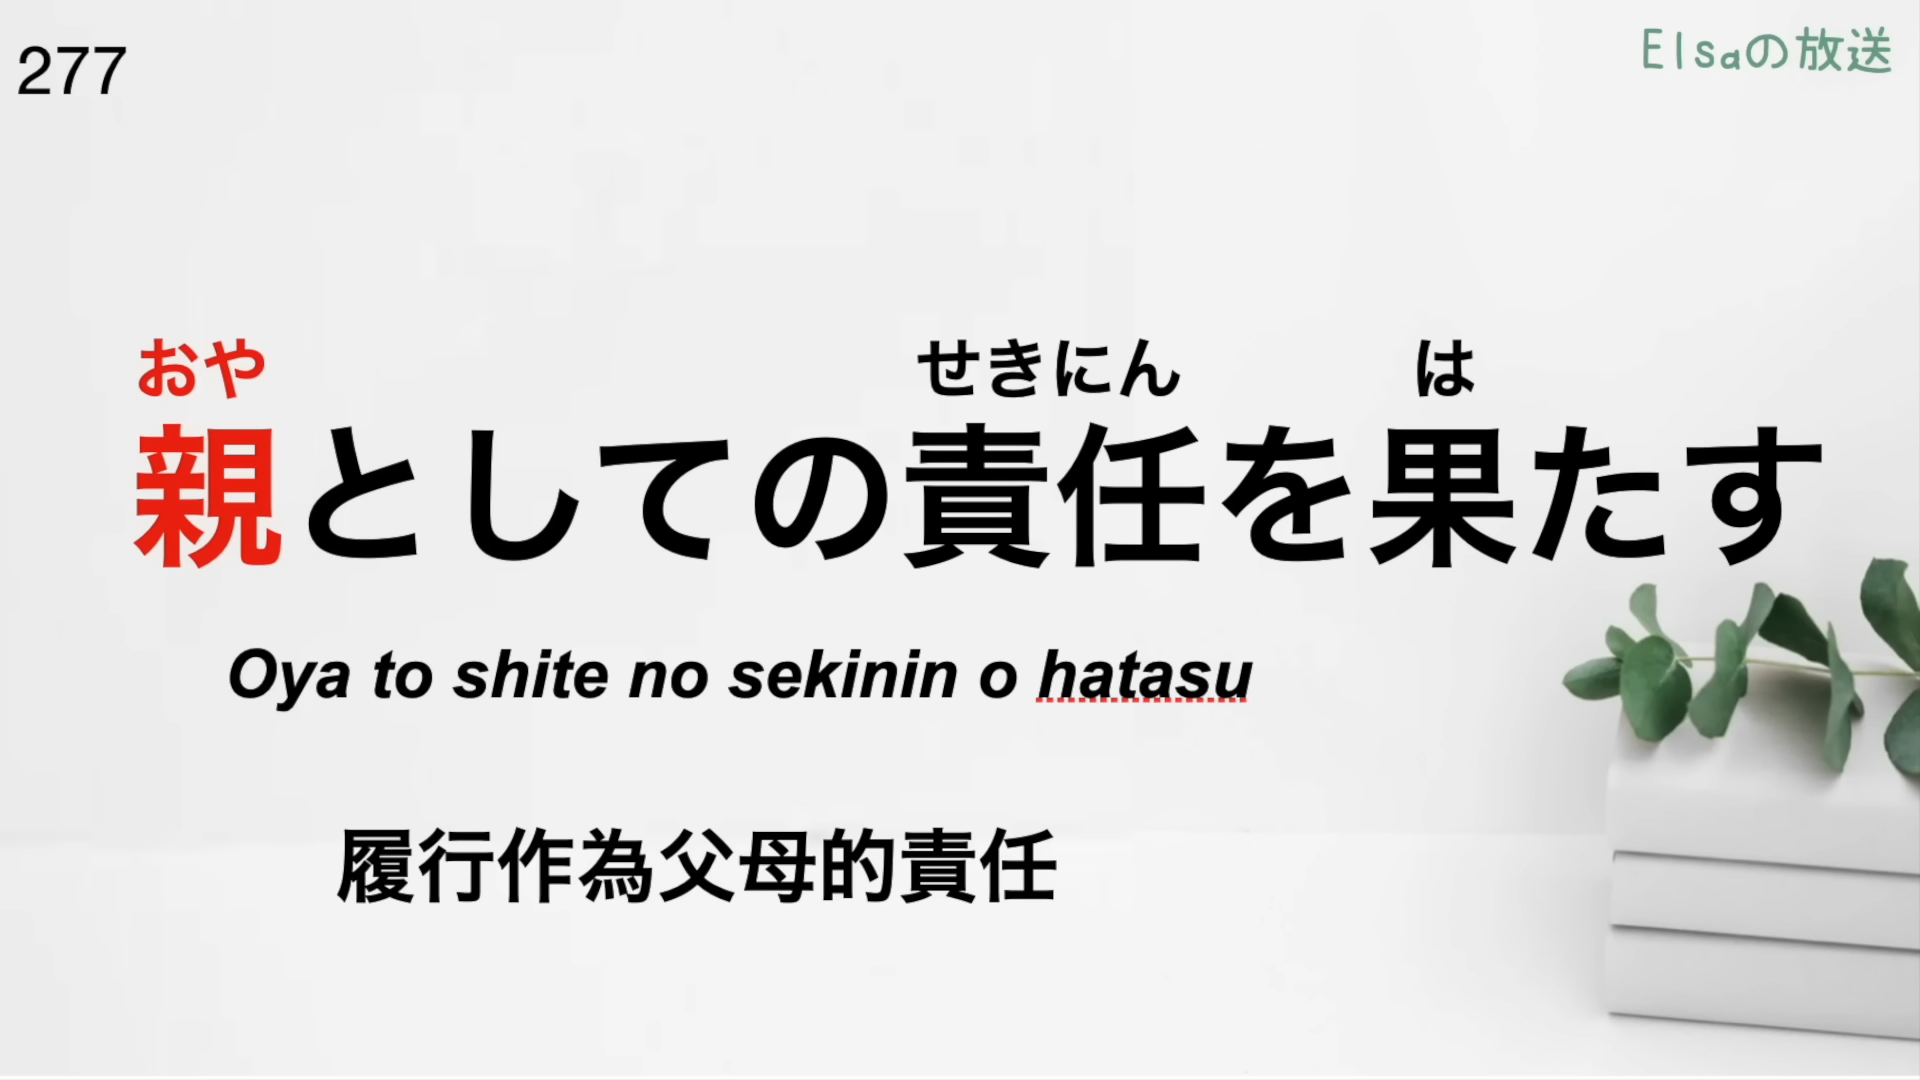 277
Elsaの放送
おや せきにん は
親としての責任を果たす
Oya to shite no sekinin o hatasu
履行作為父母的責任